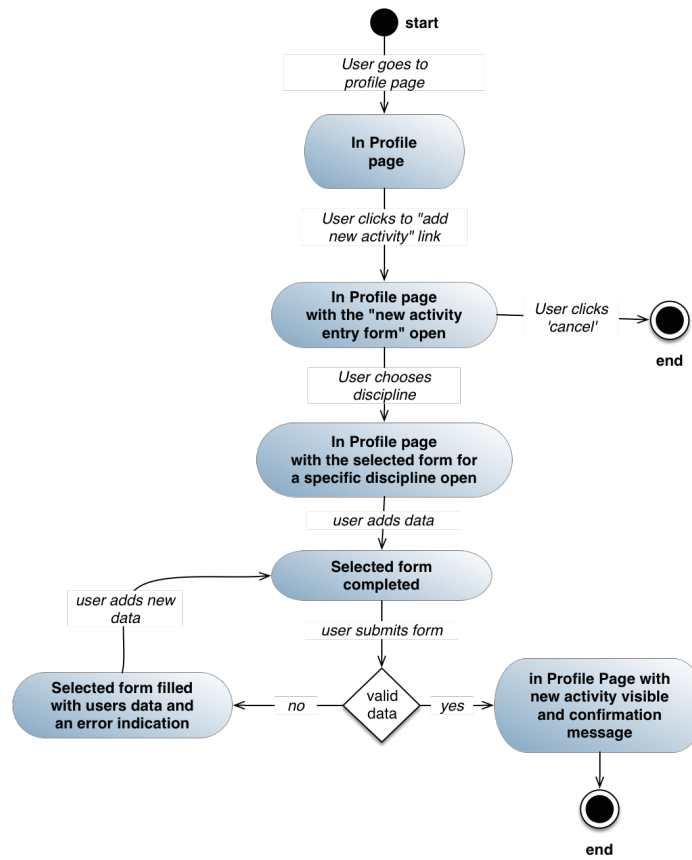 start
User goes to
profile page
In Profile
page
User clicks to "add
new activity" link
In Profile page
with the "new activity
entry form" open
User clicks
'cancel'
end
User chooses
discipline
In Profile page
with the selected form for
a specific discipline open
user adds data
Selected form
completed
user adds new
data
user submits form
Selected form filled
with users data and
an error indication
no
valid
data
yes
in Profile Page with
new activity visible
and confirmation
message
end